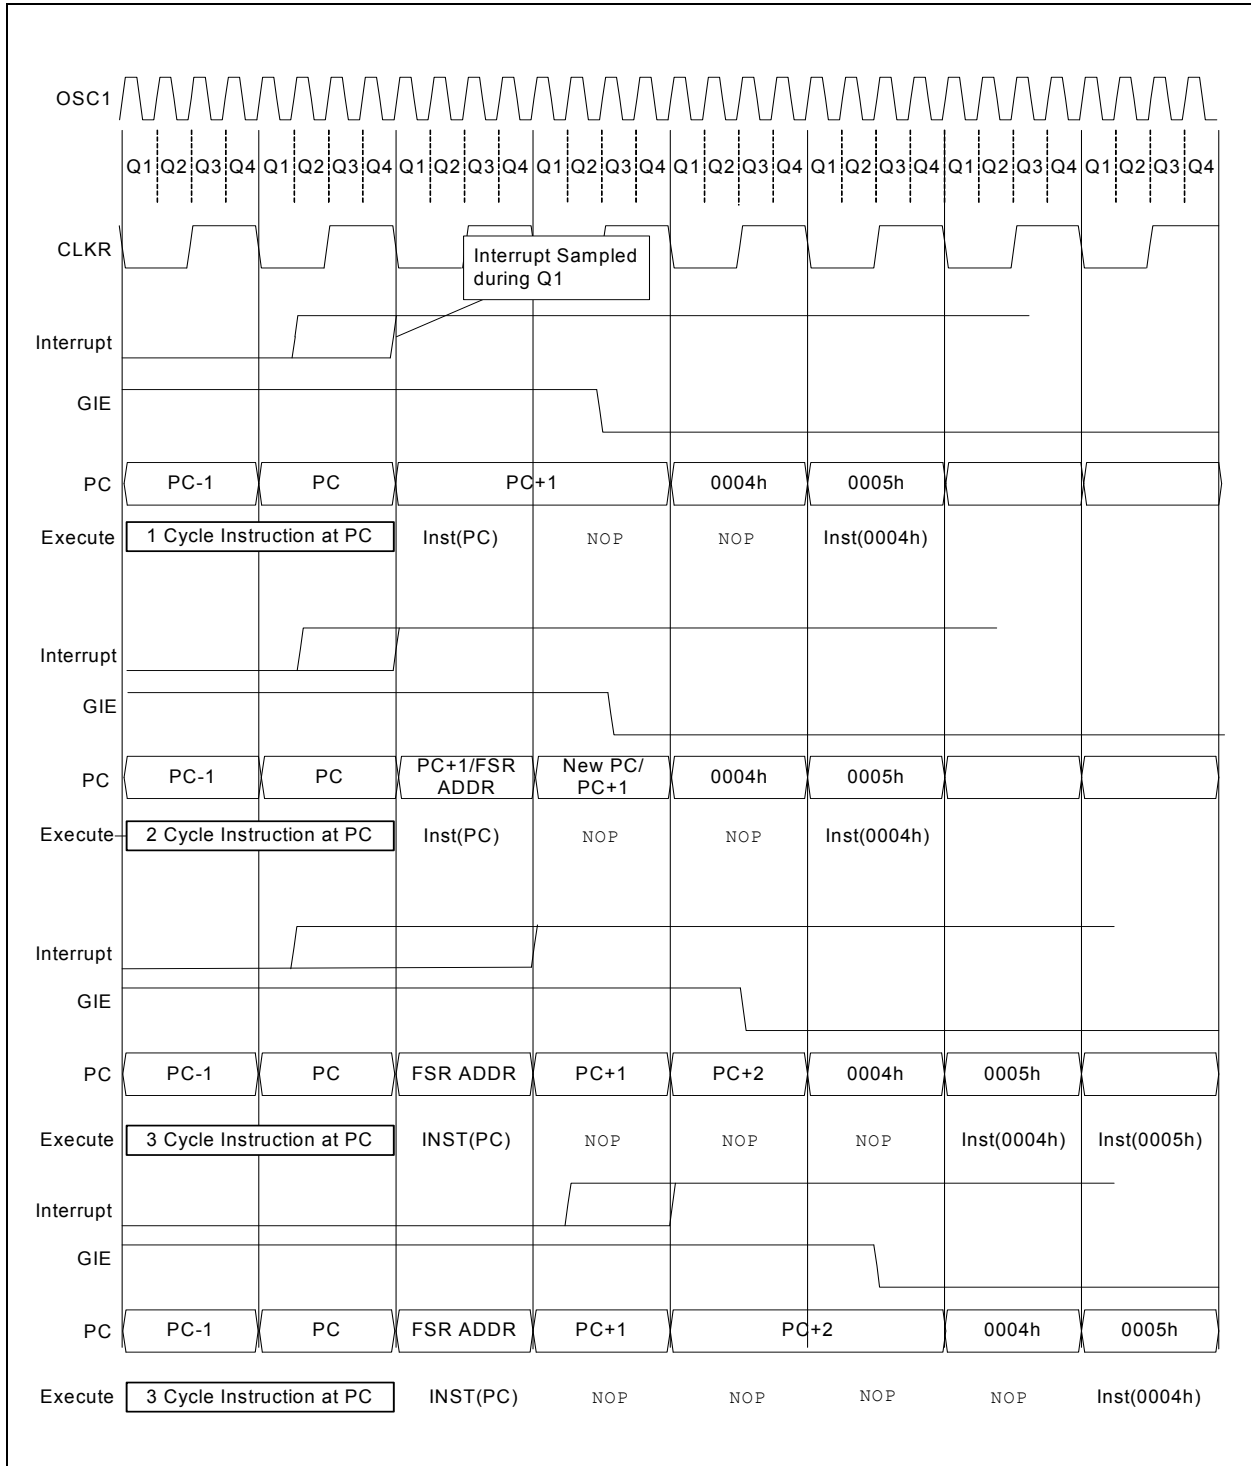 OSC1
Q1 Q2 Q3 Q4 Q1 Q2 Q3 Q4 Q1 Q2 Q3 Q4 Q1 Q2 Q3 Q4 Q1 Q2 Q3 Q4 Q1 Q2 Q3 Q4 Q1 Q2 Q3 Q4 Q1 Q2 Q3 Q4
CLKR
Interrupt Sampled
during Q1
Interrupt
GIE
PC PC-1 PC PC+1 0004h 0005h
Execute 1 Cycle Instruction at PC Inst(PC) NOP NOP Inst(0004h)
Interrupt
GIE
PC PC-1 PC PC+1/FSR ADDR New PC/ PC+1 0004h 0005h
Execute 2 Cycle Instruction at PC Inst(PC) NOP NOP Inst(0004h)
Interrupt
GIE
PC PC-1 PC FSR ADDR PC+1 PC+2 0004h 0005h
Execute 3 Cycle Instruction at PC INST(PC) NOP NOP NOP Inst(0004h) Inst(0005h)
Interrupt
GIE
PC PC-1 PC FSR ADDR PC+1 PC+2 0004h 0005h
Execute 3 Cycle Instruction at PC INST(PC) NOP NOP NOP NOP Inst(0004h)